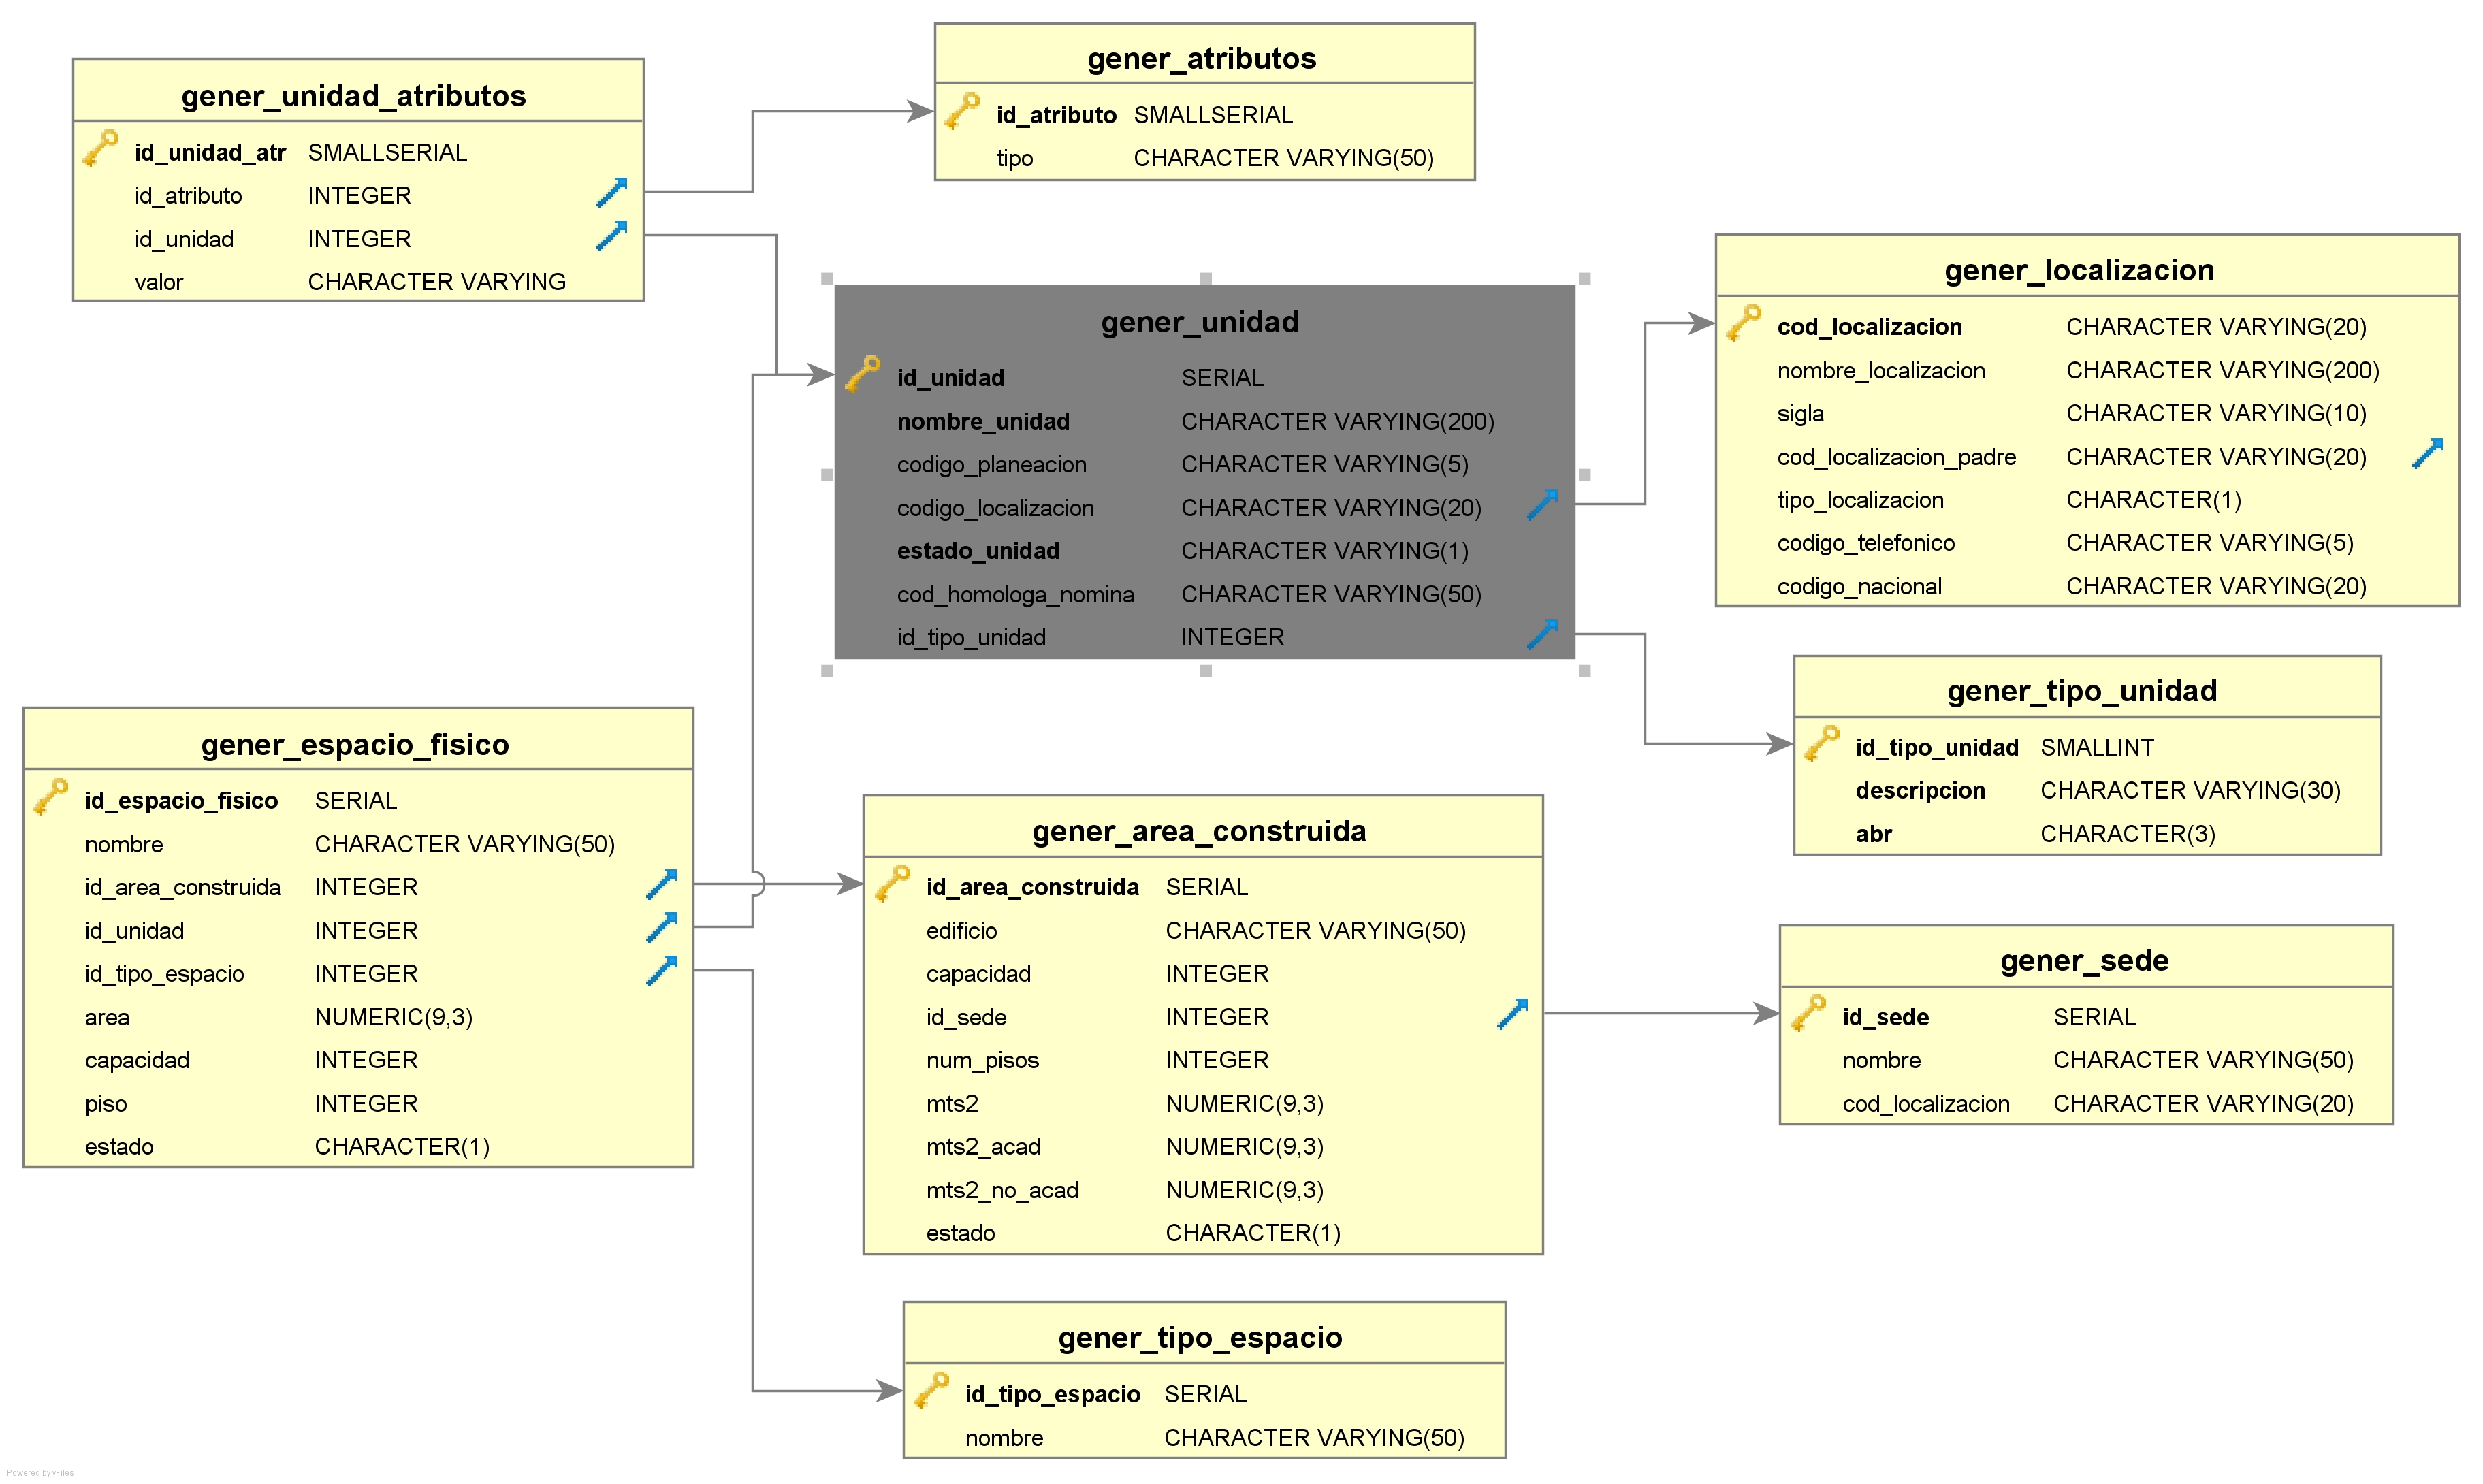 gener_unidad_atributos
id_unidad_atr SMALLSERIAL
id_atributo INTEGER
id_unidad INTEGER
valor CHARACTER VARYING
gener_atributos
id_atributo SMALLSERIAL
tipo CHARACTER VARYING(50)
gener_unidad
id_unidad SERIAL
nombre_unidad CHARACTER VARYING(200)
codigo_planeacion CHARACTER VARYING(5)
codigo_localizacion CHARACTER VARYING(20)
estado_unidad CHARACTER VARYING(1)
cod_homologa_nomina CHARACTER VARYING(50)
id_tipo_unidad INTEGER
gener_localizacion
cod_localizacion CHARACTER VARYING(20)
nombre_localizacion CHARACTER VARYING(200)
sigla CHARACTER VARYING(10)
cod_localizacion_padre CHARACTER VARYING(20)
tipo_localizacion CHARACTER(1)
codigo_telefonico CHARACTER VARYING(5)
codigo_nacional CHARACTER VARYING(20)
gener_tipo_unidad
id_tipo_unidad SMALLINT
descripcion CHARACTER VARYING(30)
abr CHARACTER(3)
gener_espacio_fisico
id_espacio_fisico SERIAL
nombre CHARACTER VARYING(50)
id_area_construida INTEGER
id_unidad INTEGER
id_tipo_espacio INTEGER
area NUMERIC(9,3)
capacidad INTEGER
piso INTEGER
estado CHARACTER(1)
gener_area_construida
id_area_construida SERIAL
edificio CHARACTER VARYING(50)
capacidad INTEGER
id_sede INTEGER
num_pisos INTEGER
mts2 NUMERIC(9,3)
mts2_acad NUMERIC(9,3)
mts2_no_acad NUMERIC(9,3)
estado CHARACTER(1)
gener_sede
id_sede SERIAL
nombre CHARACTER VARYING(50)
cod_localizacion CHARACTER VARYING(20)
gener_tipo_espacio
id_tipo_espacio SERIAL
nombre CHARACTER VARYING(50)
Powered by yFiles